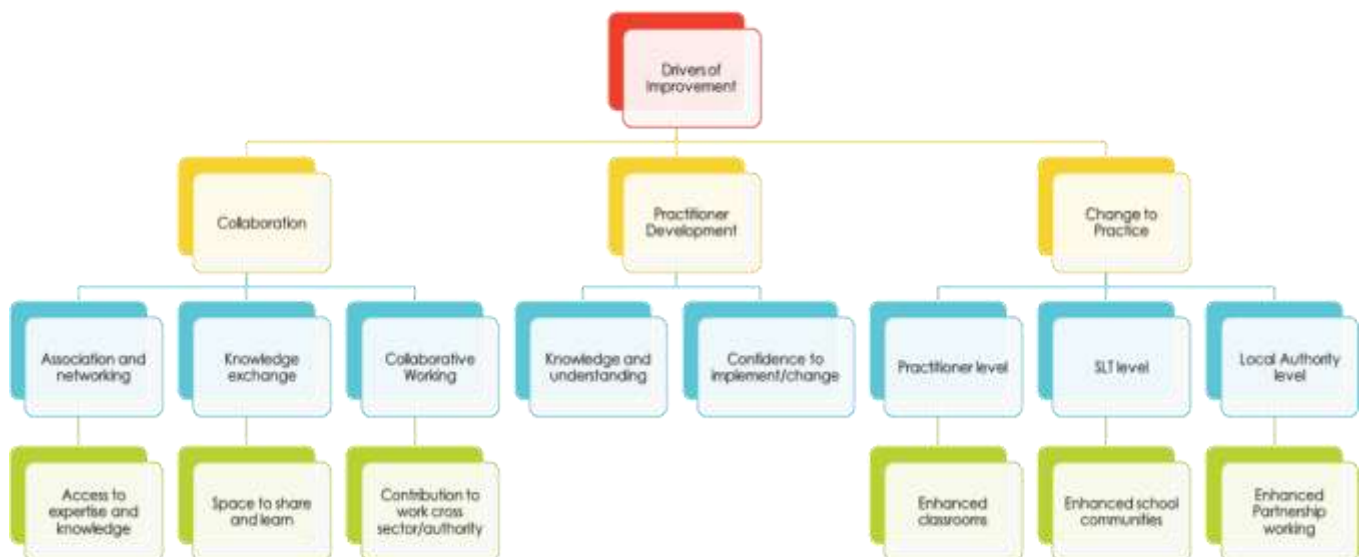 Drivers of
Improvement
Collaboration
Practitioner
Development
Change to
Practice
Association and
networking
Knowledge
exchange
Collaborative
Working
Knowledge and
understanding
Confidence to
implement/change
Practitioner level
SLT level
Local Authority
level
Access to
expertise and
knowledge
Space to share
and learn
Contribution to
work cross
sector/authority
Enhanced
classrooms
Enhanced school
communities
Enhanced
Partnership
working